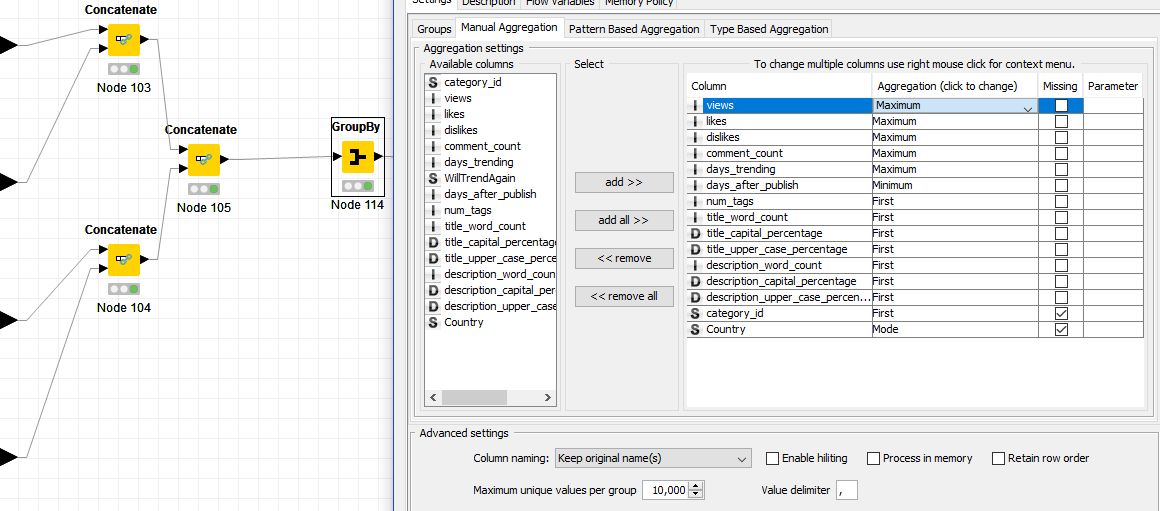 Settings Description Flow Variables Memory Policy
Groups Manual Aggregation Pattern Based Aggregation Type Based Aggregation
Aggregation settings
Available columns
category_id
views
likes
dislikes
comment_count
days_trending
WillTrendAgain
days_after_publish
num_tags
title_word_count
title_capital_percentage
title_upper_case_perce
description_word_coun
description_capital_per
description_upper_case
Country
Select
add >>
add all >>
<< remove
<< remove all
To change multiple columns use right mouse click for context menu.
Column Aggregation (click to change) Missing Parameter
views Maximum
likes Maximum
dislikes Maximum
comment_count Maximum
days_trending Maximum
days_after_publish Minimum
num_tags First
title_word_count First
title_capital_percentage First
title_upper_case_percentage First
description_word_count First
description_capital_percentage First
description_upper_case_percen... First
category_id First
Country Mode
Advanced settings
Column naming: Keep original name(s) Enable hiliting Process in memory Retain row order
Maximum unique values per group 10,000 Value delimiter ,
Concatenate
Node 103
Concatenate
Node 105
GroupBy
Node 114
Concatenate
Node 104